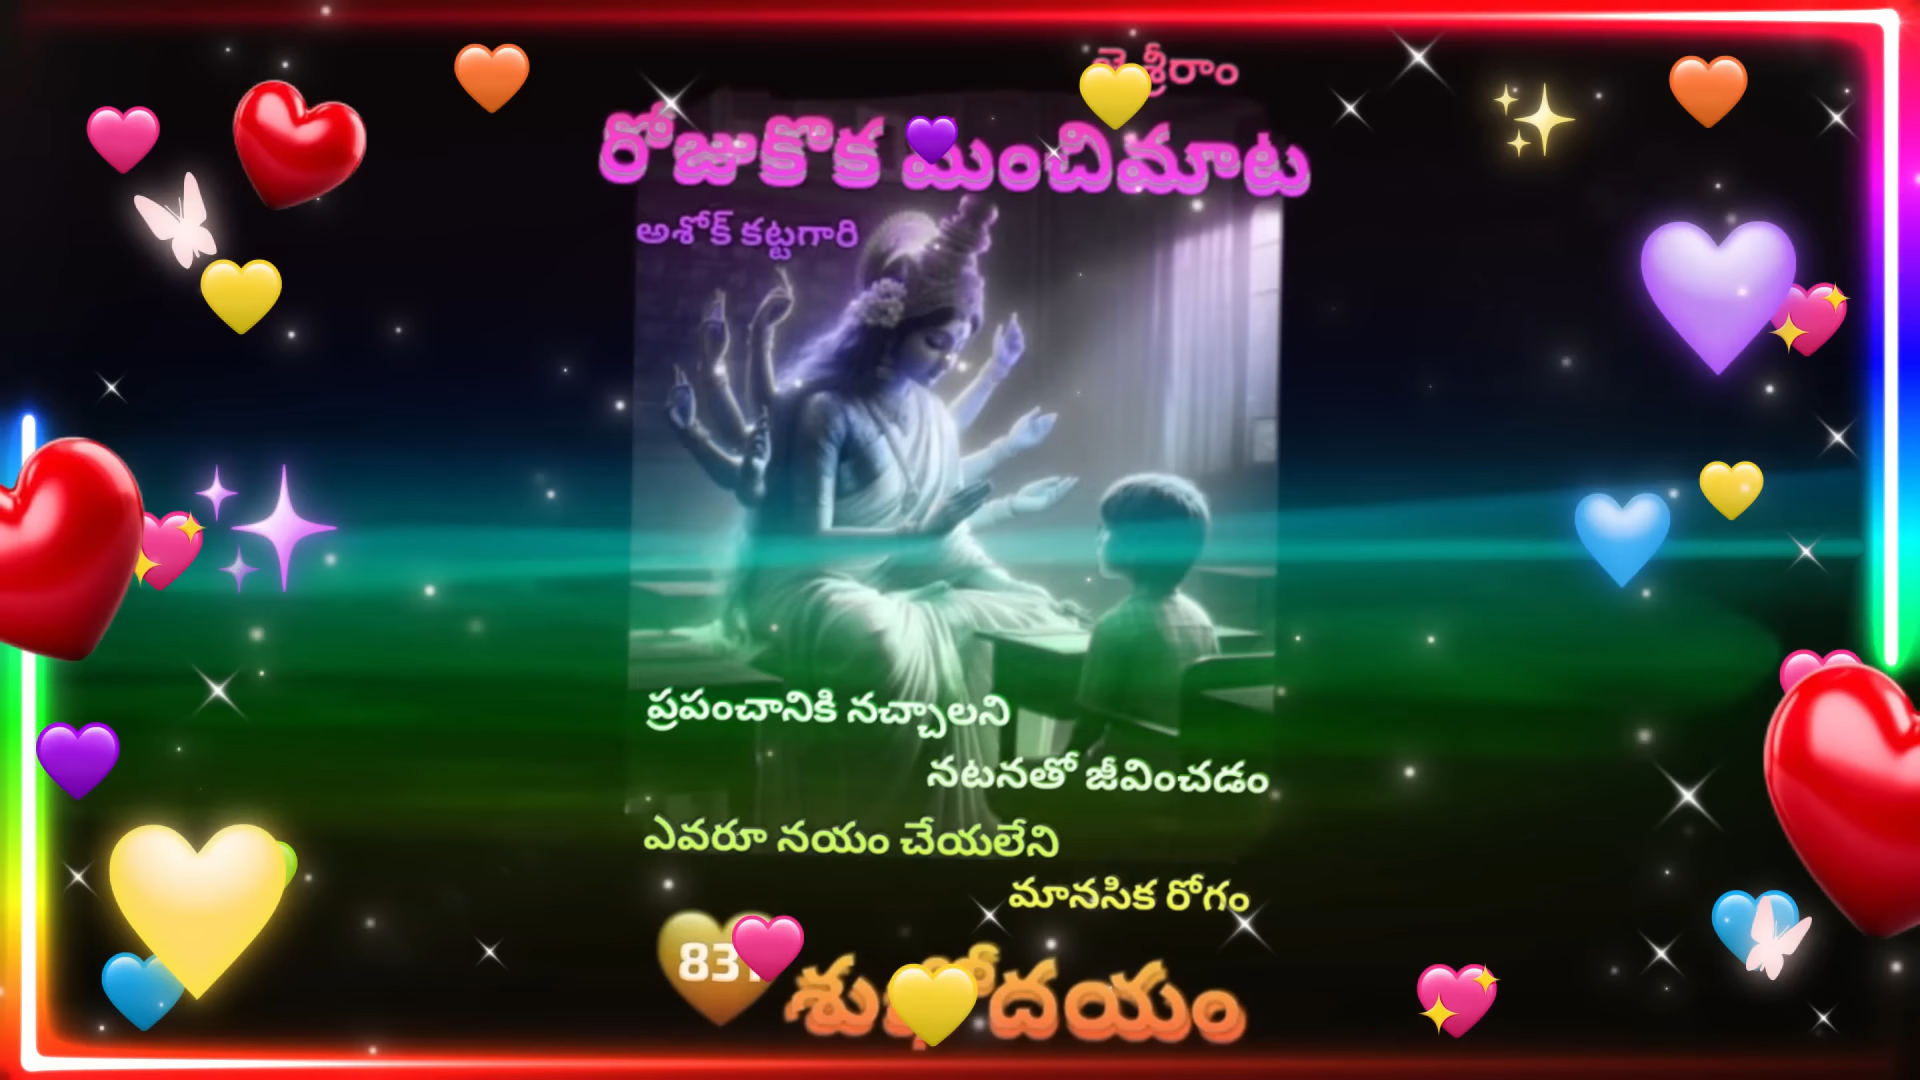 శ్రీరాం
రోజుకొక మంచిమాట
అశోక్ కట్టగారి
ప్రపంచానికి నచ్చాలని
నటనతో జీవించడం
ఎవరూ నయం చేయలేని
మానసిక రోగం
శుభోదయం